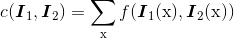 c(𝑰₁, 𝑰₂) = ∑ₓ f(𝑰₁(x), 𝑰₂(x))